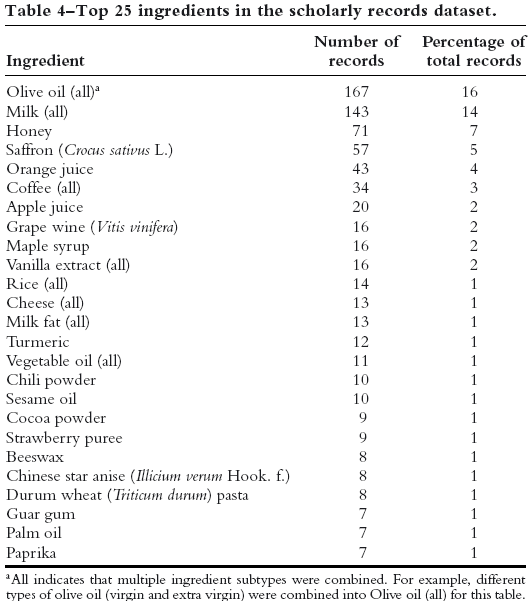 Table 4–Top 25 ingredients in the scholarly records dataset.
Number of Percentage of
Ingredient records total records
Olive oil (all)ᵃ 167 16
Milk (all) 143 14
Honey 71 7
Saffron (Crocus sativus L.) 57 5
Orange juice 43 4
Coffee (all) 34 3
Apple juice 20 2
Grape wine (Vitis vinifera) 16 2
Maple syrup 16 2
Vanilla extract (all) 16 2
Rice (all) 14 1
Cheese (all) 13 1
Milk fat (all) 13 1
Turmeric 12 1
Vegetable oil (all) 11 1
Chili powder 10 1
Sesame oil 10 1
Cocoa powder 9 1
Strawberry puree 9 1
Beeswax 8 1
Chinese star anise (Illicium verum Hook. f.) 8 1
Durum wheat (Triticum durum) pasta 8 1
Guar gum 7 1
Palm oil 7 1
Paprika 7 1
ᵃAll indicates that multiple ingredient subtypes were combined. For example, different
types of olive oil (virgin and extra virgin) were combined into Olive oil (all) for this table.